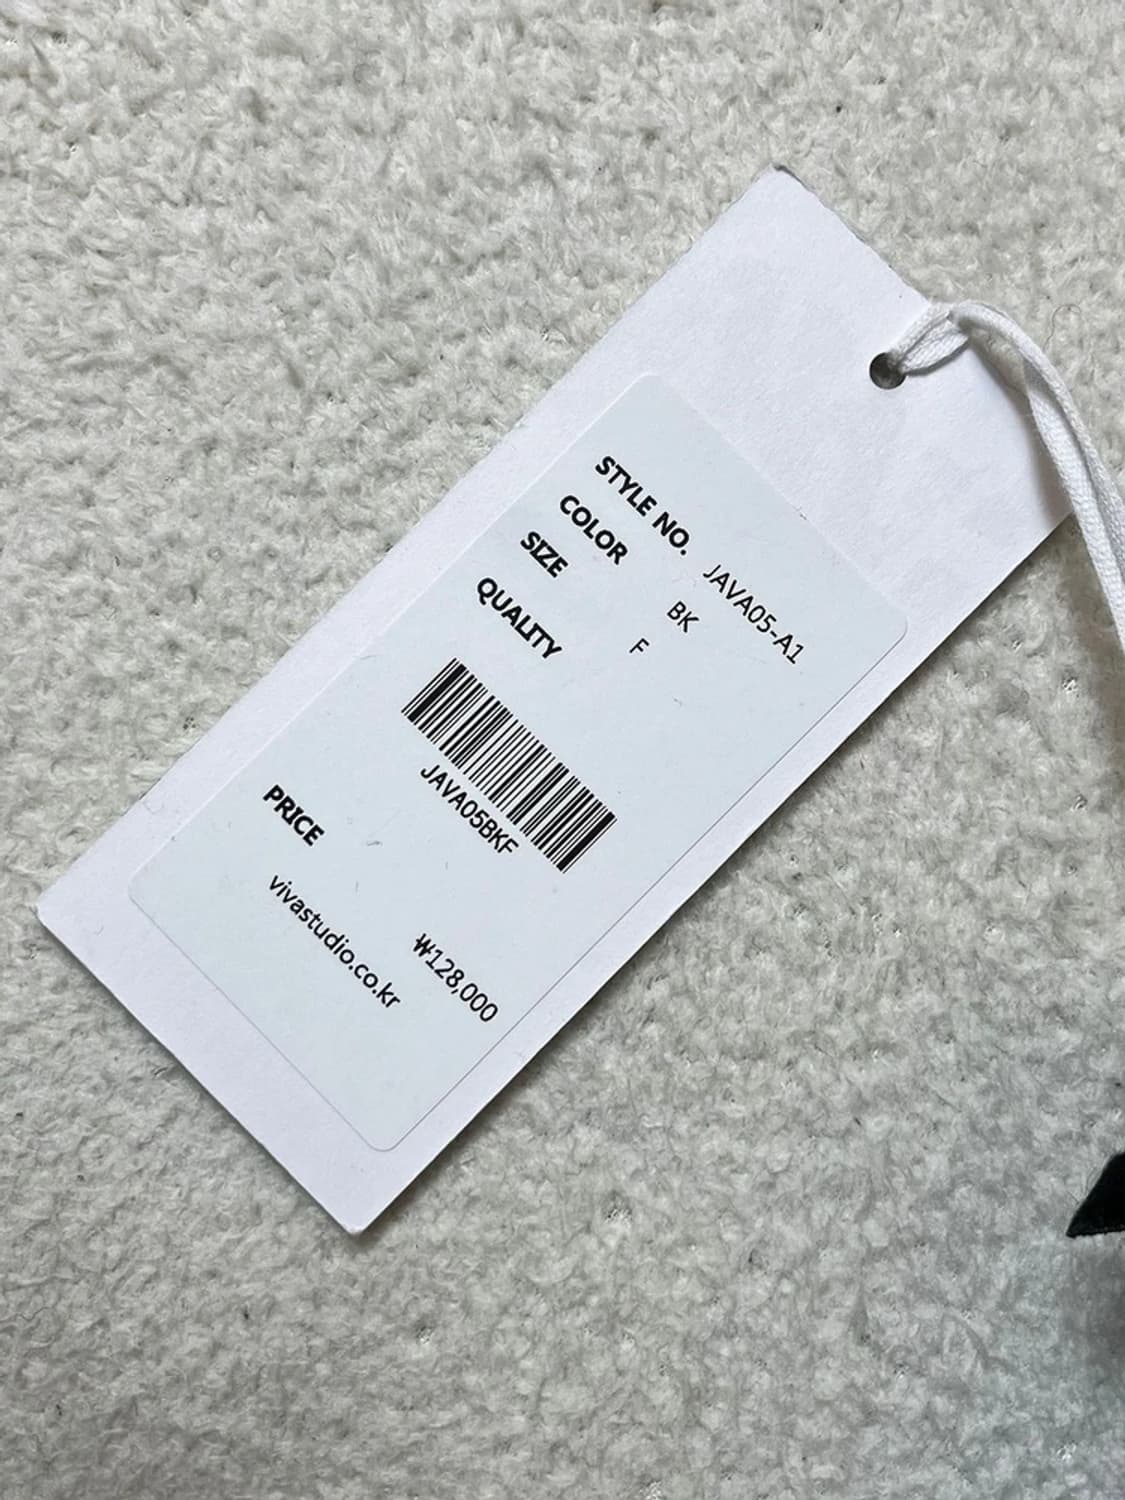 STYLE NO. JAVA05-A1
COLOR BK
SIZE F
QUALITY
JAVA05BKF
PRICE ₩128,000
vivastudio.co.kr